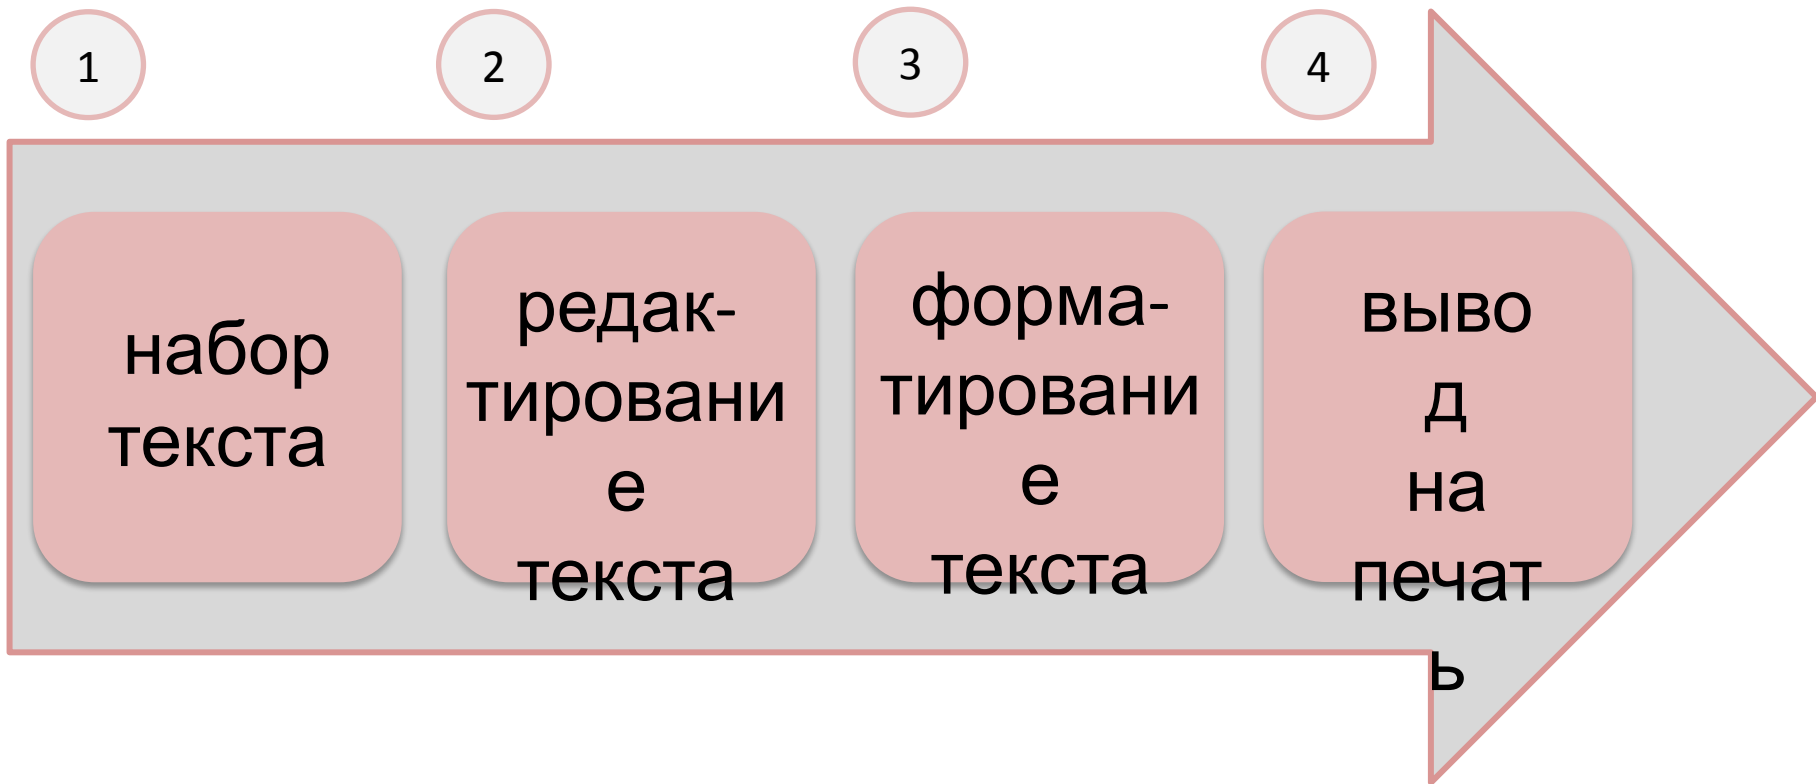 1
2
3
4
набор
текста
редак-
тировани
е
текста
форма-
тировани
е
текста
выво
д
на
печат
ь